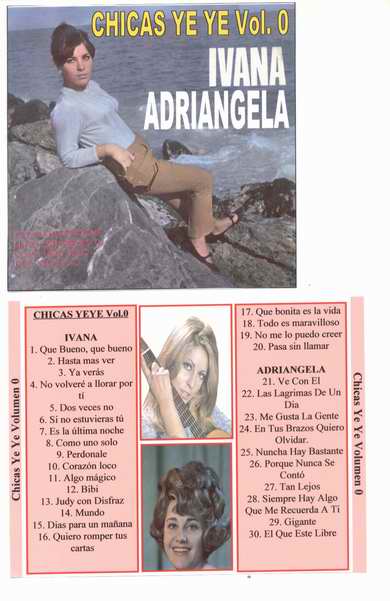 CHICAS YE YE Vol. 0
IVANA
ADRIANGELA
CHICAS YEYE Vol.0
IVANA
1. Que Bueno, que bueno
2. Hasta mas ver
3. Ya verás
4. No volveré a llorar por
tí
5. Dos veces no
6. Si no estuvieras tú
7. Es la última noche
8. Como uno solo
9. Perdonale
10. Corazón loco
11. Algo mágico
12. Bibi
13. Judy con Disfraz
14. Mundo
15. Dias para un mañana
16. Quiero romper tus
cartas
17. Que bonita es la vida
18. Todo es maravilloso
19. No me lo puedo creer
20. Pasa sin llamar
ADRIANGELA
21. Ve Con El
22. Las Lagrimas De Un
Dia
23. Me Gusta La Gente
24. En Tus Brazos Quiero
Olvidar.
25. Nuncha Hay Bastante
26. Porque Nunca Se
Contó
27. Tan Lejos
28. Siempre Hay Algo
Que Me Recuerda A Ti
29. Gigante
30. El Que Este Libre
Chicas Ye Ye Volumen 0
Chicas Ye Ye Volumen 0